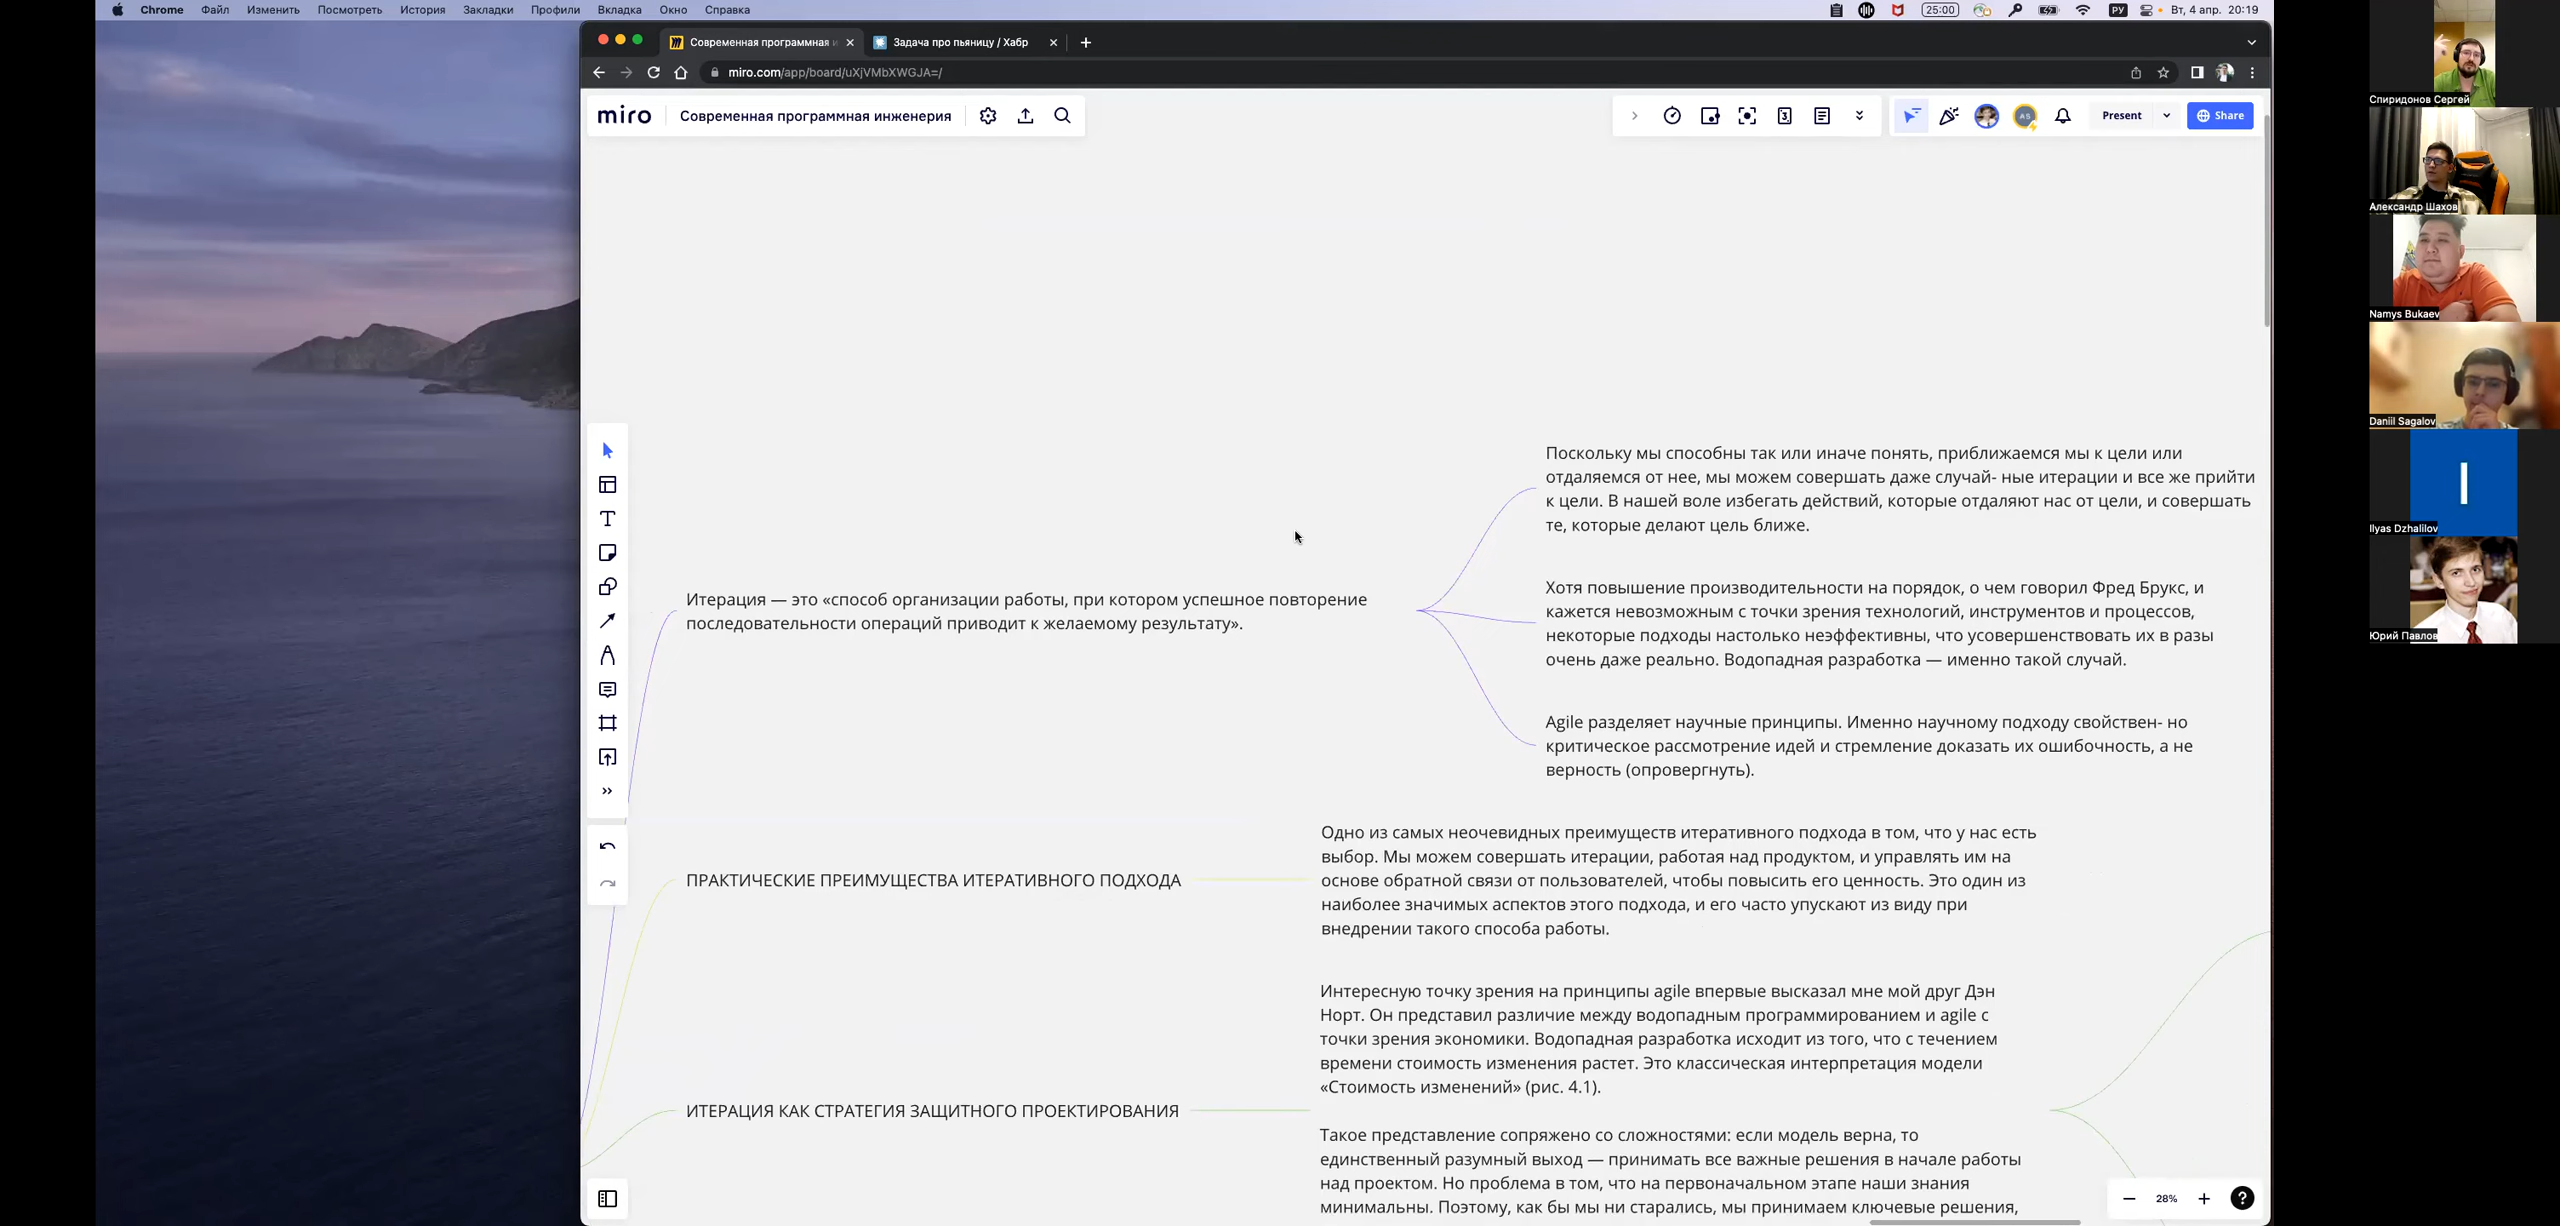 Chrome Файл Изменить Посмотреть История Закладки Профили Вкладка Окно Справка
25:00 РУ Вт, 4 апр. 20:19
Современная программная и
Задача про пьяницу / Хабр
miro.com/app/board/uXjVMbXWGJA=/
miro Современная программная инженерия
AS Present Share
Поскольку мы способны так или иначе понять, приближаемся мы к цели или
отдаляемся от нее, мы можем совершать даже случай- ные итерации и все же прийти
к цели. В нашей воле избегать действий, которые отдаляют нас от цели, и совершать
те, которые делают цель ближе.
Итерация — это «способ организации работы, при котором успешное повторение
последовательности операций приводит к желаемому результату».
Хотя повышение производительности на порядок, о чем говорил Фред Брукс, и
кажется невозможным с точки зрения технологий, инструментов и процессов,
некоторые подходы настолько неэффективны, что усовершенствовать их в разы
очень даже реально. Водопадная разработка — именно такой случай.
Agile разделяет научные принципы. Именно научному подходу свойствен- но
критическое рассмотрение идей и стремление доказать их ошибочность, а не
верность (опровергнуть).
ПРАКТИЧЕСКИЕ ПРЕИМУЩЕСТВА ИТЕРАТИВНОГО ПОДХОДА
Одно из самых неочевидных преимуществ итеративного подхода в том, что у нас есть
выбор. Мы можем совершать итерации, работая над продуктом, и управлять им на
основе обратной связи от пользователей, чтобы повысить его ценность. Это один из
наиболее значимых аспектов этого подхода, и его часто упускают из виду при
внедрении такого способа работы.
ИТЕРАЦИЯ КАК СТРАТЕГИЯ ЗАЩИТНОГО ПРОЕКТИРОВАНИЯ
Интересную точку зрения на принципы agile впервые высказал мне мой друг Дэн
Норт. Он представил различие между водопадным программированием и agile с
точки зрения экономики. Водопадная разработка исходит из того, что с течением
времени стоимость изменения растет. Это классическая интерпретация модели
«Стоимость изменений» (рис. 4.1).
Такое представление сопряжено со сложностями: если модель верна, то
единственный разумный выход — принимать все важные решения в начале работы
над проектом. Но проблема в том, что на первоначальном этапе наши знания
минимальны. Поэтому, как бы мы ни старались, мы принимаем ключевые решения,
28%
Спиридонов Сергей
Александр Шахов
Namys Bukaev
Daniil Sagalov
I
Ilyas Dzhalilov
Юрий Павлов